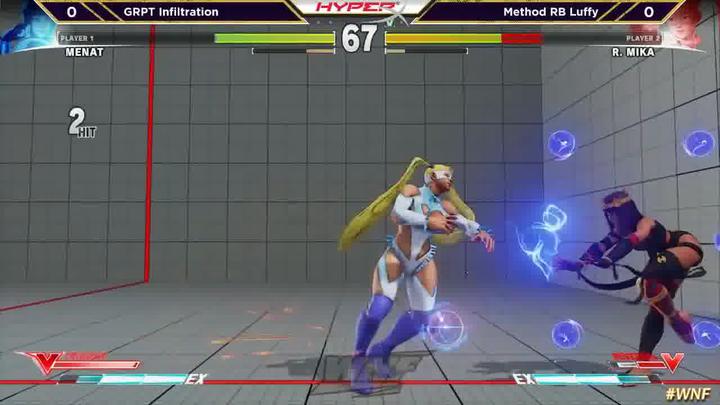 0 GRPT Infiltration HYPER Method RB Luffy 0
PLAYER 1 67 PLAYER 2
MENAT R. MIKA
2 HIT
EX EX
#WNF